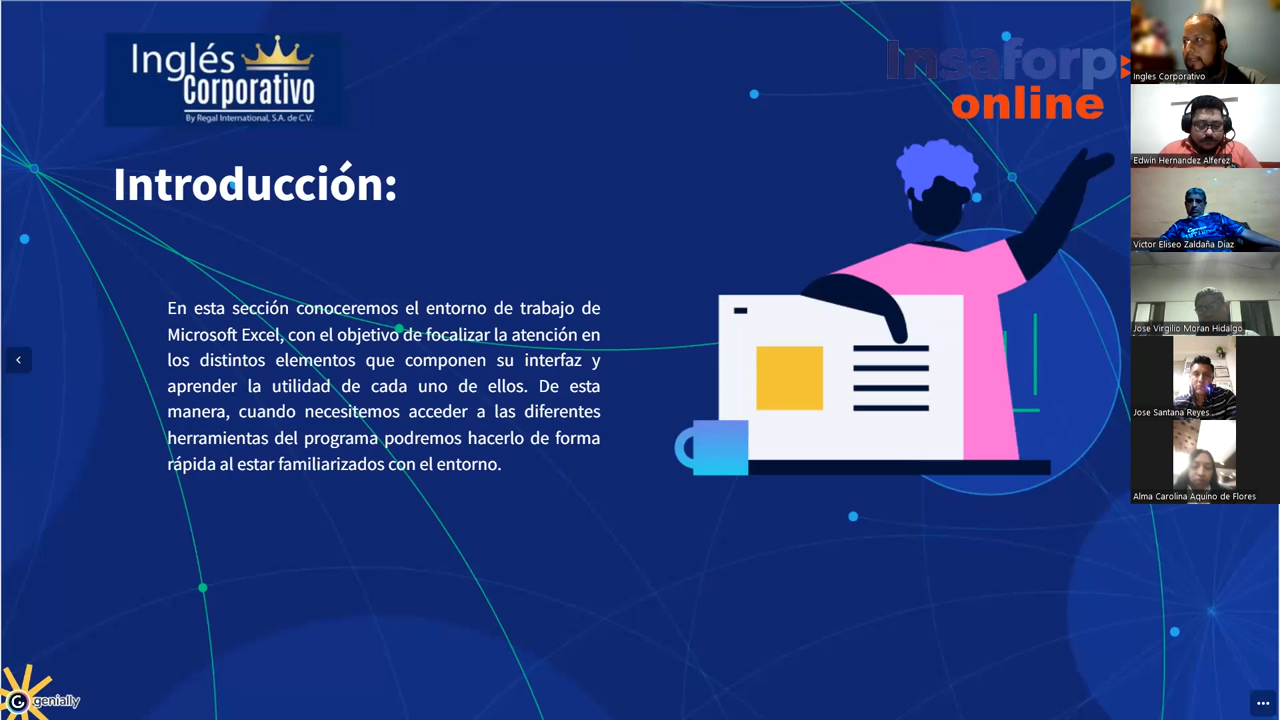 Inglés
Corporativo
By Regal International, S.A. de C.V.
Insaforp
online
Introducción:
En esta sección conoceremos el entorno de trabajo de
Microsoft Excel, con el objetivo de focalizar la atención en
los distintos elementos que componen su interfaz y
aprender la utilidad de cada uno de ellos. De esta
manera, cuando necesitemos acceder a las diferentes
herramientas del programa podremos hacerlo de forma
rápida al estar familiarizados con el entorno.
genially
Ingles Corporativo
Edwin Hernandez Alferez
Victor Eliseo Zaldaña Diaz
Jose Virgilio Moran Hidalgo
Jose Santana Reyes
Alma Carolina Aquino de Flores